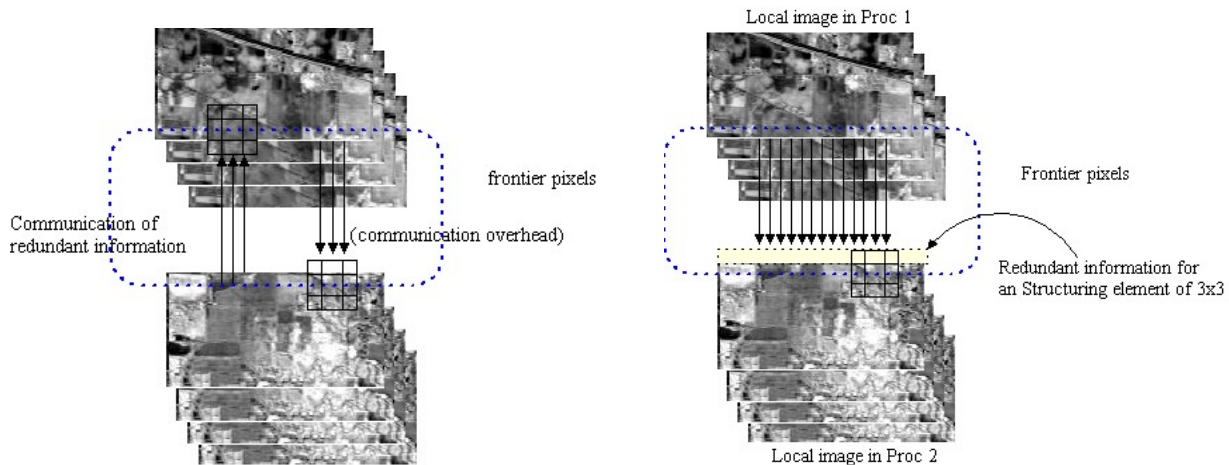 frontier pixels
Communication of
redundant information
(communication overhead)
Local image in Proc 1
Frontier pixels
Redundant information for
an Structuring element of 3x3
Local image in Proc 2